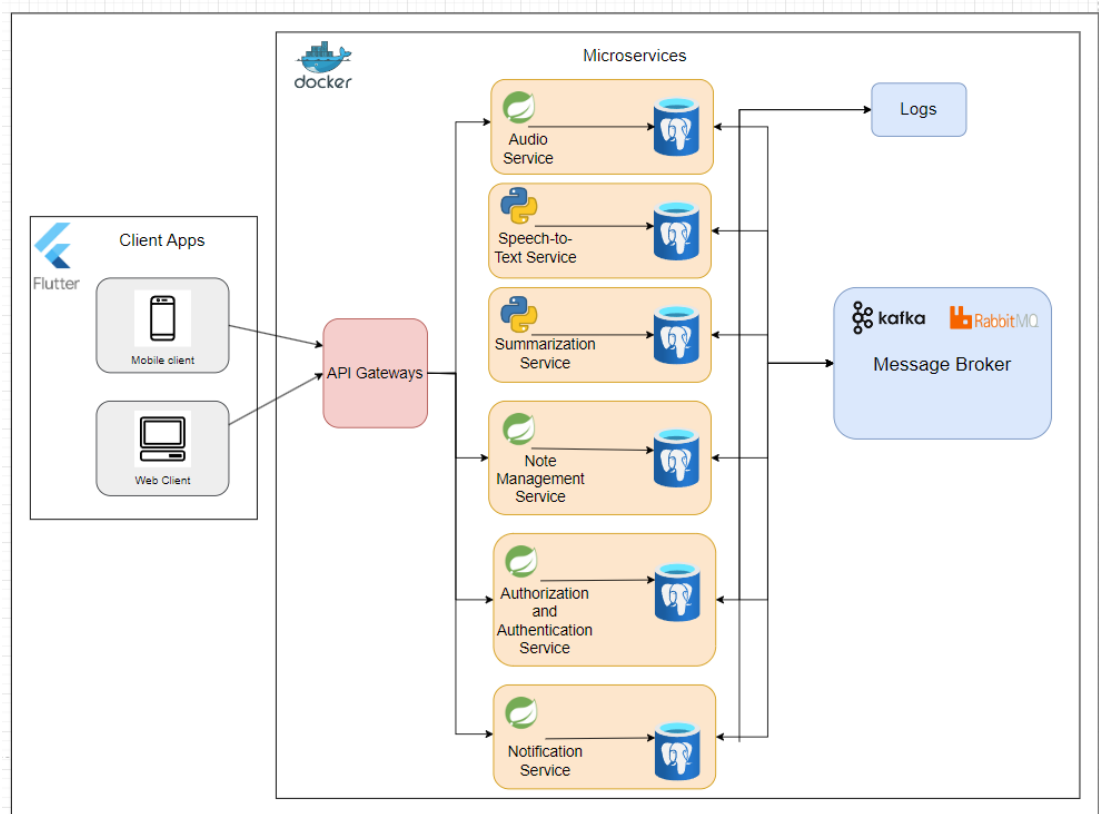 docker
Microservices
Audio
Service
Logs
Speech-to-
Text Service
Client Apps
Flutter
Mobile client
Web Client
API Gateways
Summarization
Service
kafka
RabbitMQ
Message Broker
Note
Management
Service
Authorization
and
Authentication
Service
Notification
Service